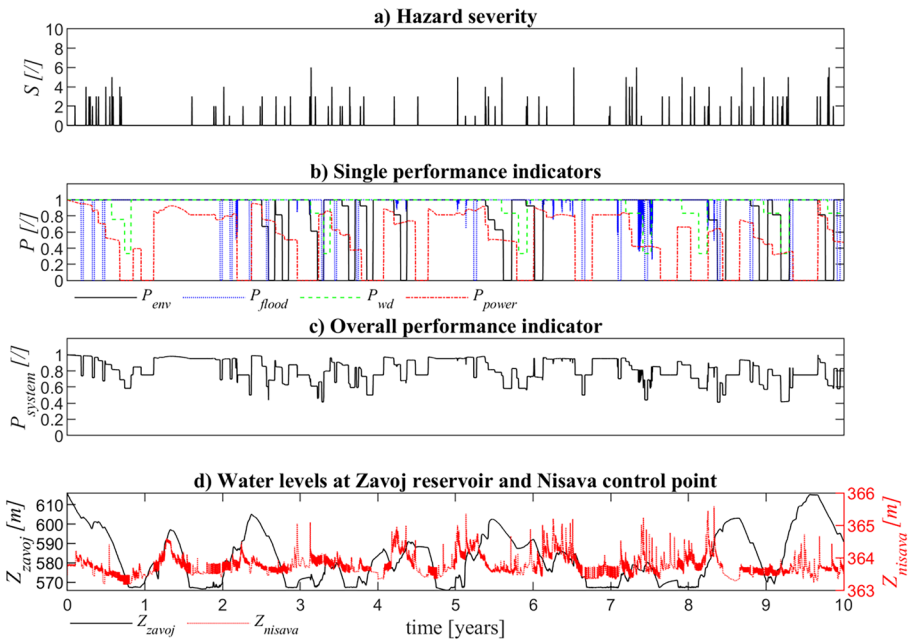 a) Hazard severity
10
8
6
4
2
0
S [/]
b) Single performance indicators
1
0.8
0.6
0.4
0.2
0
P [/]
P_env P_flood P_wd P_power
c) Overall performance indicator
1
0.8
0.6
0.4
0
P_system [/]
d) Water levels at Zavoj reservoir and Nisava control point
610
600
590
580
570
Z_zavoj [m]
366
365
364
363
Z_nisava [m]
0 1 2 3 4 5 6 7 8 9 10
Z_zavoj Z_nisava
time [years]